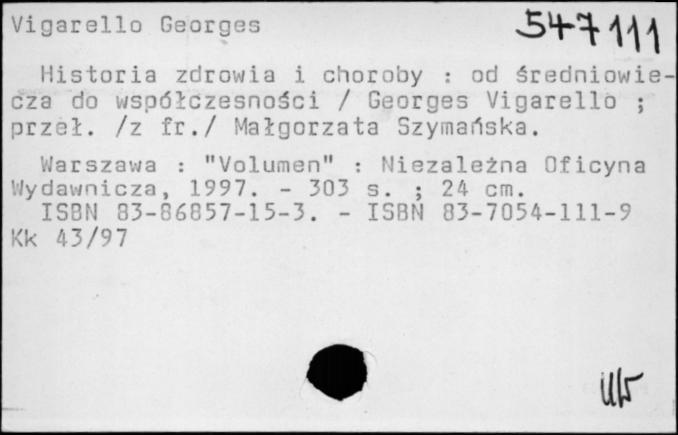 Vigarello Georges 547111
Historia zdrowia i choroby : od średniowie-
cza do współczesności / Georges Vigarello ;
przeł. /z fr./ Małgorzata Szymańska.
Warszawa : "Volumen" : Niezależna Oficyna
Wydawnicza, 1997. - 303 s. ; 24 cm.
ISBN 83-86857-15-3. - ISBN 83-7054-111-9
Kk 43/97